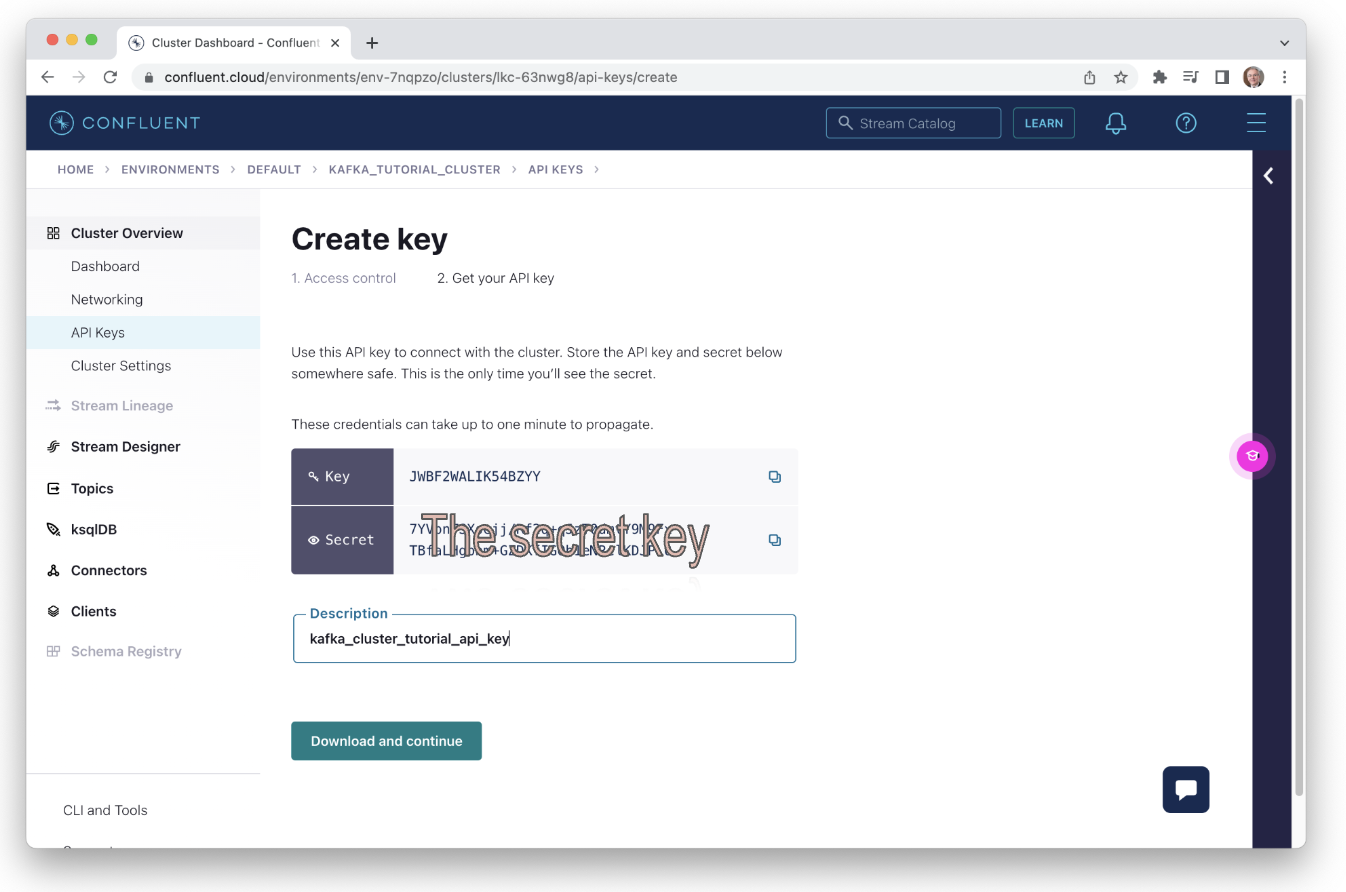 Cluster Dashboard - Confluent
confluent.cloud/environments/env-7nqpzo/clusters/lkc-63nwg8/api-keys/create
CONFLUENT
Stream Catalog
LEARN
HOME > ENVIRONMENTS > DEFAULT > KAFKA_TUTORIAL_CLUSTER > API KEYS >
Cluster Overview
Dashboard
Networking
API Keys
Cluster Settings
Stream Lineage
Stream Designer
Topics
ksqlDB
Connectors
Clients
Schema Registry
CLI and Tools
Create key
1. Access control
2. Get your API key
Use this API key to connect with the cluster. Store the API key and secret below
somewhere safe. This is the only time you'll see the secret.
These credentials can take up to one minute to propagate.
Key
JWBF2WALIK54BZYY
Secret
The secret key
Description
kafka_cluster_tutorial_api_key
Download and continue